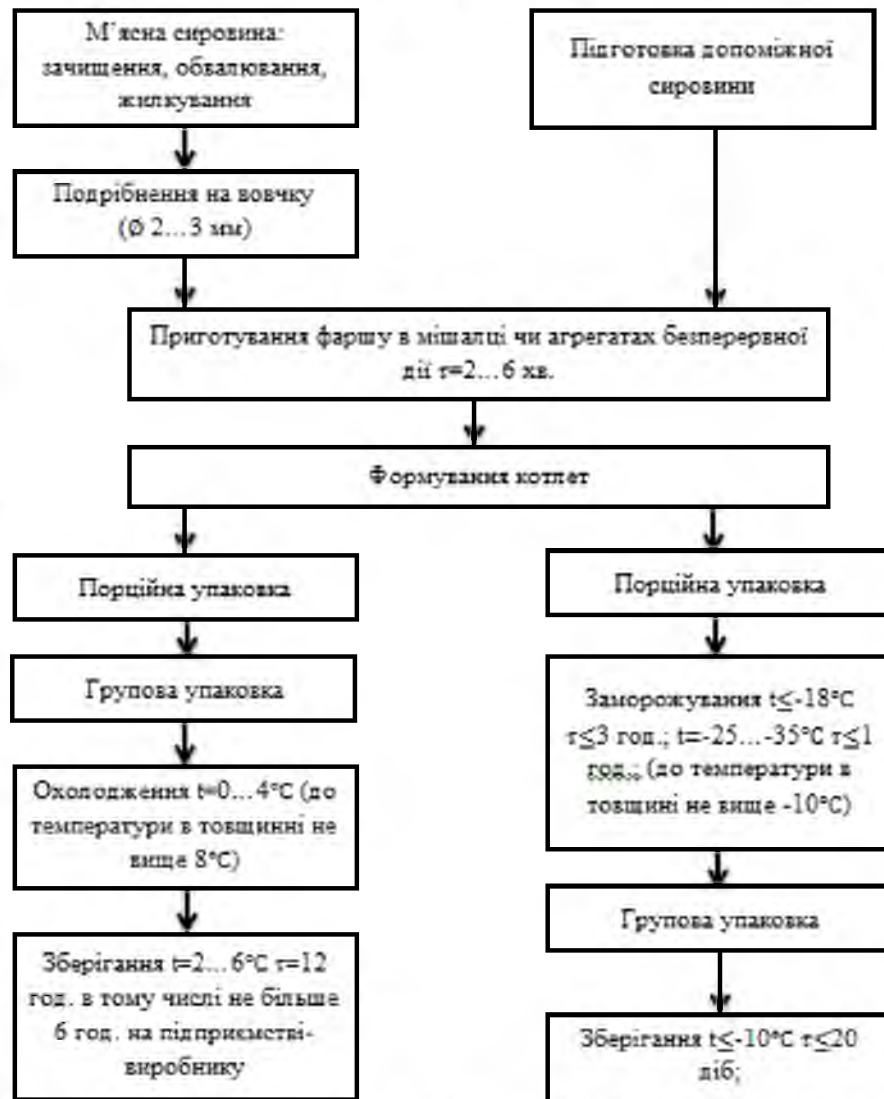 М'ясна сировина:
зачищення, обвалювання,
жилкування
Підготовка допоміжної
сировини
Подрібнення на вовчку
(Ø 2…3 мм)
Приготування фаршу в мішалці чи агрегатах безперервної
дії τ=2…6 хв.
Формування котлет
Порційна упаковка
Групова упаковка
Охолодження t=0…4°C (до
температури в товщинні не
вище 8°C)
Зберігання t=2…6°C τ=12
год. в тому числі не більше
6 год. на підприємстві-
виробнику
Порційна упаковка
Заморожування t≤-18°C
τ≤3 год.; t=-25…-35°C τ≤1
год.; (до температури в
товщині не вище -10°C)
Групова упаковка
Зберігання t≤-10°C τ≤20
діб;